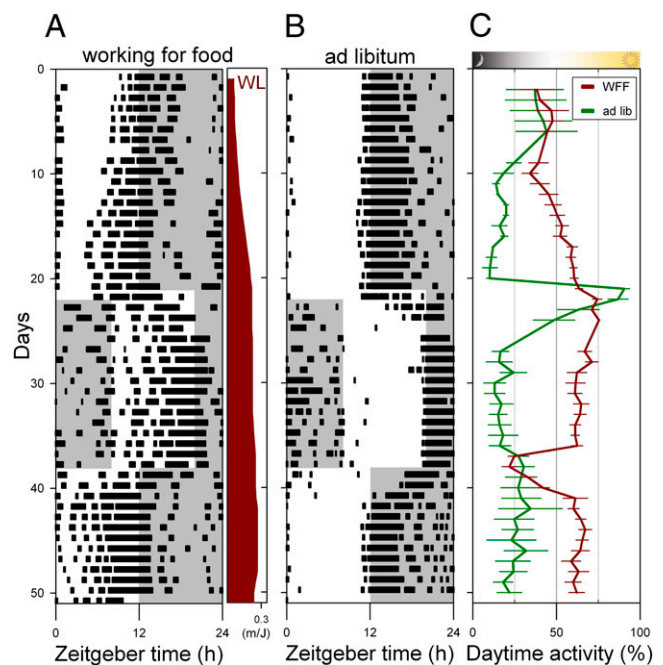 A
B
C
working for food
ad libitum
WL
WFF
ad lib
Days
0
10
20
30
40
50
0
12
24
0.3
(m/J)
Zeitgeber time (h)
0
12
24
Zeitgeber time (h)
0
50
100
Daytime activity (%)